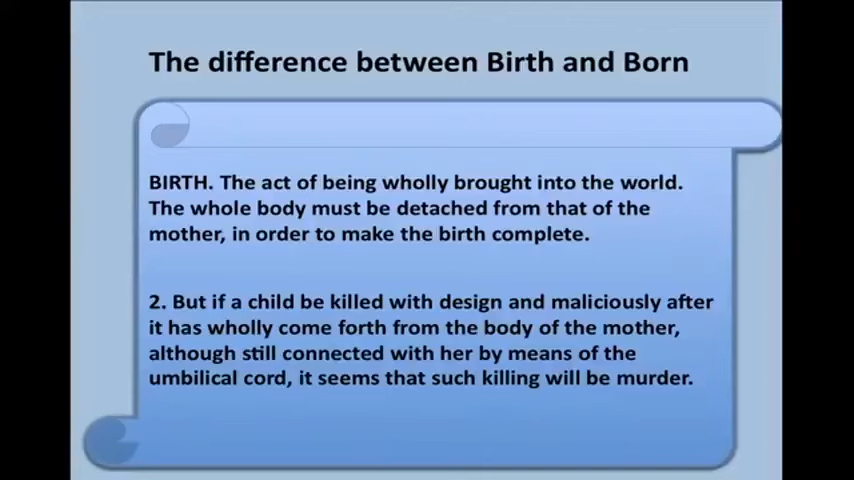 The difference between Birth and Born
BIRTH. The act of being wholly brought into the world.
The whole body must be detached from that of the
mother, in order to make the birth complete.
2. But if a child be killed with design and maliciously after
it has wholly come forth from the body of the mother,
although still connected with her by means of the
umbilical cord, it seems that such killing will be murder.